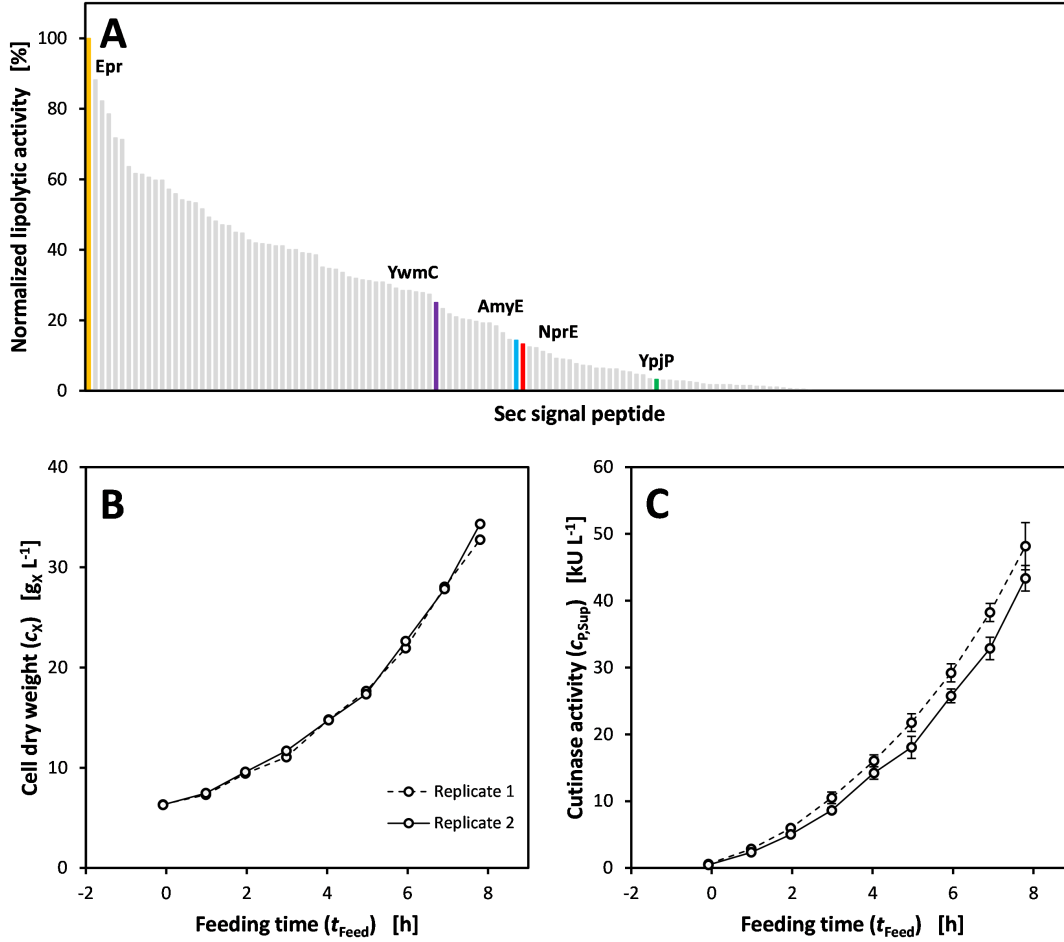 A
Normalized lipolytic activity [%]
100
80
60
40
20
0
Epr
YwmC
AmyE
NprE
YpjP
Sec signal peptide
B
Cell dry weight (cX) [gX L-1]
40
30
20
10
0
Replicate 1
Replicate 2
-2 0 2 4 6 8
Feeding time (tFeed) [h]
C
Cutinase activity (cP,Sup) [kU L-1]
60
50
40
30
20
10
0
-2 0 2 4 6 8
Feeding time (tFeed) [h]